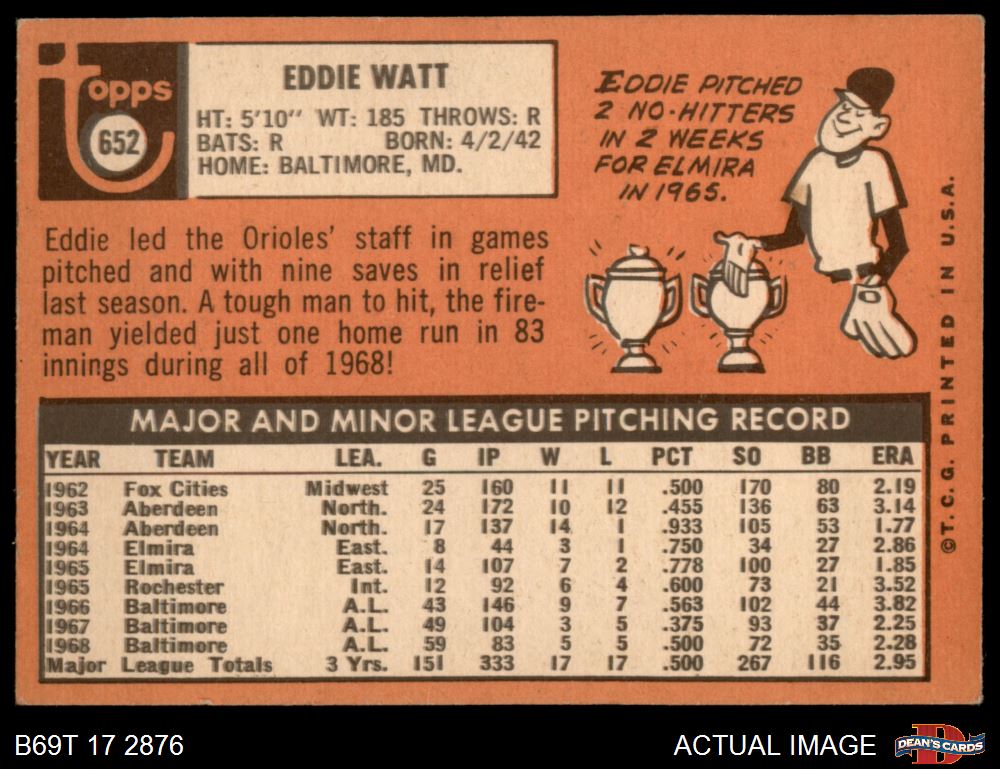 topps
652
EDDIE WATT
HT: 5'10" WT: 185 THROWS: R
BATS: R BORN: 4/2/42
HOME: BALTIMORE, MD.
EDDIE PITCHED
2 NO-HITTERS
IN 2 WEEKS
FOR ELMIRA
IN 1965.
Eddie led the Orioles' staff in games
pitched and with nine saves in relief
last season. A tough man to hit, the fire-
man yielded just one home run in 83
innings during all of 1968!
MAJOR AND MINOR LEAGUE PITCHING RECORD
YEAR TEAM LEA. G IP W L PCT SO BB ERA
1962 Fox Cities Midwest 25 160 11 11 .500 170 80 2.19
1963 Aberdeen North. 24 172 10 12 .455 136 63 3.14
1964 Aberdeen North. 17 137 14 1 .933 105 53 1.77
1964 Elmira East. 8 44 3 1 .750 34 27 2.86
1965 Elmira East. 14 107 7 2 .778 100 27 1.85
1965 Rochester Int. 12 92 6 4 .600 73 21 3.52
1966 Baltimore A.L. 43 146 9 7 .563 102 44 3.82
1967 Baltimore A.L. 49 104 3 5 .375 93 37 2.25
1968 Baltimore A.L. 59 83 5 5 .500 72 35 2.28
Major League Totals 3 Yrs. 151 333 17 17 .500 267 116 2.95
©T.C.G. PRINTED IN U.S.A.
B69T 17 2876
ACTUAL IMAGE
D
DEAN'S CARDS